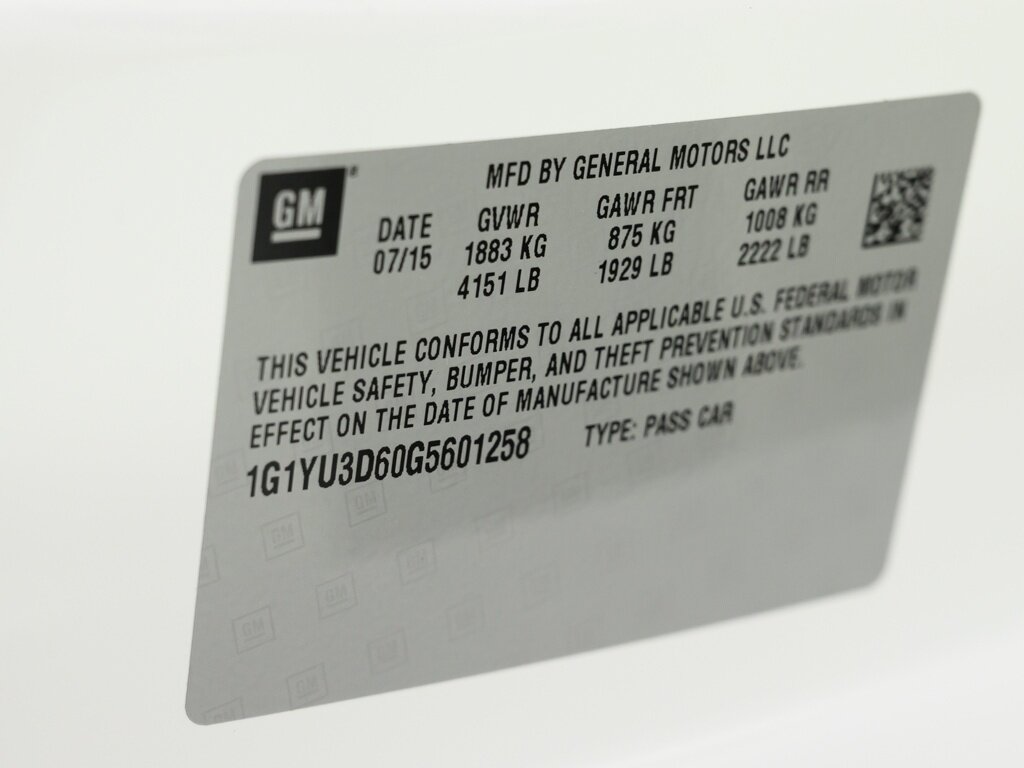 GM
MFD BY GENERAL MOTORS LLC
DATE GVWR GAWR FRT GAWR RR
07/15 1883 KG 875 KG 1008 KG
4151 LB 1929 LB 2222 LB
THIS VEHICLE CONFORMS TO ALL APPLICABLE U.S. FEDERAL MOTOR
VEHICLE SAFETY, BUMPER, AND THEFT PREVENTION STANDARDS IN
EFFECT ON THE DATE OF MANUFACTURE SHOWN ABOVE.
1G1YU3D60G5601258 TYPE: PASS CAR